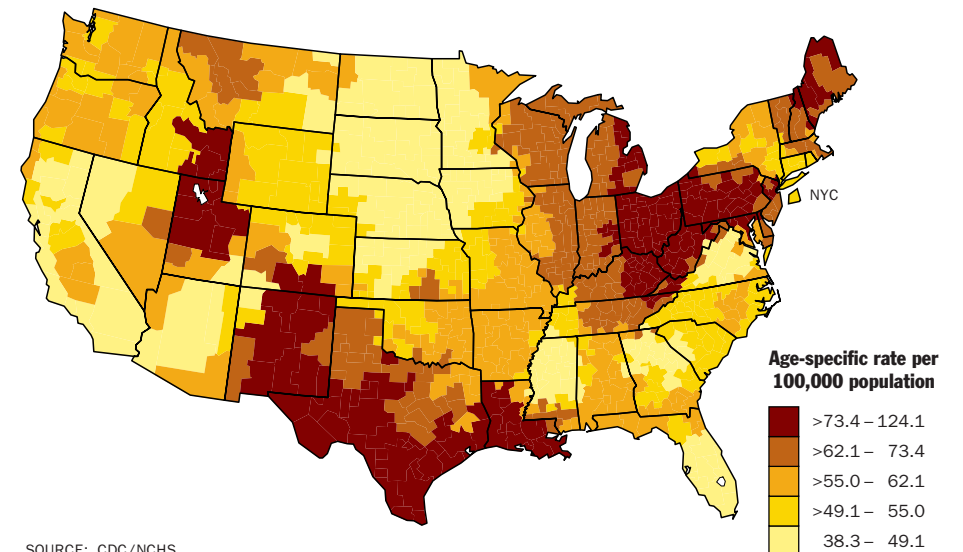 NYC
Age-specific rate per
100,000 population
>73.4 – 124.1
>62.1 – 73.4
>55.0 – 62.1
>49.1 – 55.0
38.3 – 49.1
SOURCE: CDC/NCHS